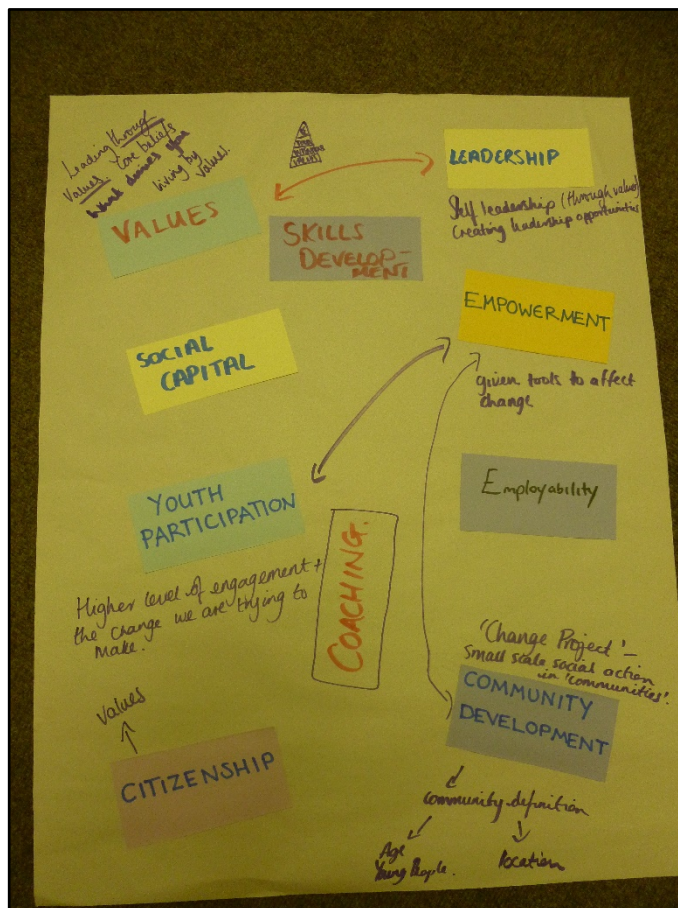 Leading through
Values. Core beliefs
what drives you
living by
values.
VALUES
SKILLS
DEVELOP-
MENT
LEADERSHIP
Self leadership (through values)
Creating leadership opportunities
EMPOWERMENT
given tools to affect
change
SOCIAL
CAPITAL
YOUTH
PARTICIPATION
Higher level of engagement +
the change we are trying to
make.
COACHING.
Employability
'Change Project' –
small scale social action
in 'communities'.
COMMUNITY
DEVELOPMENT
community definition
Age
Young People.
location
values
CITIZENSHIP